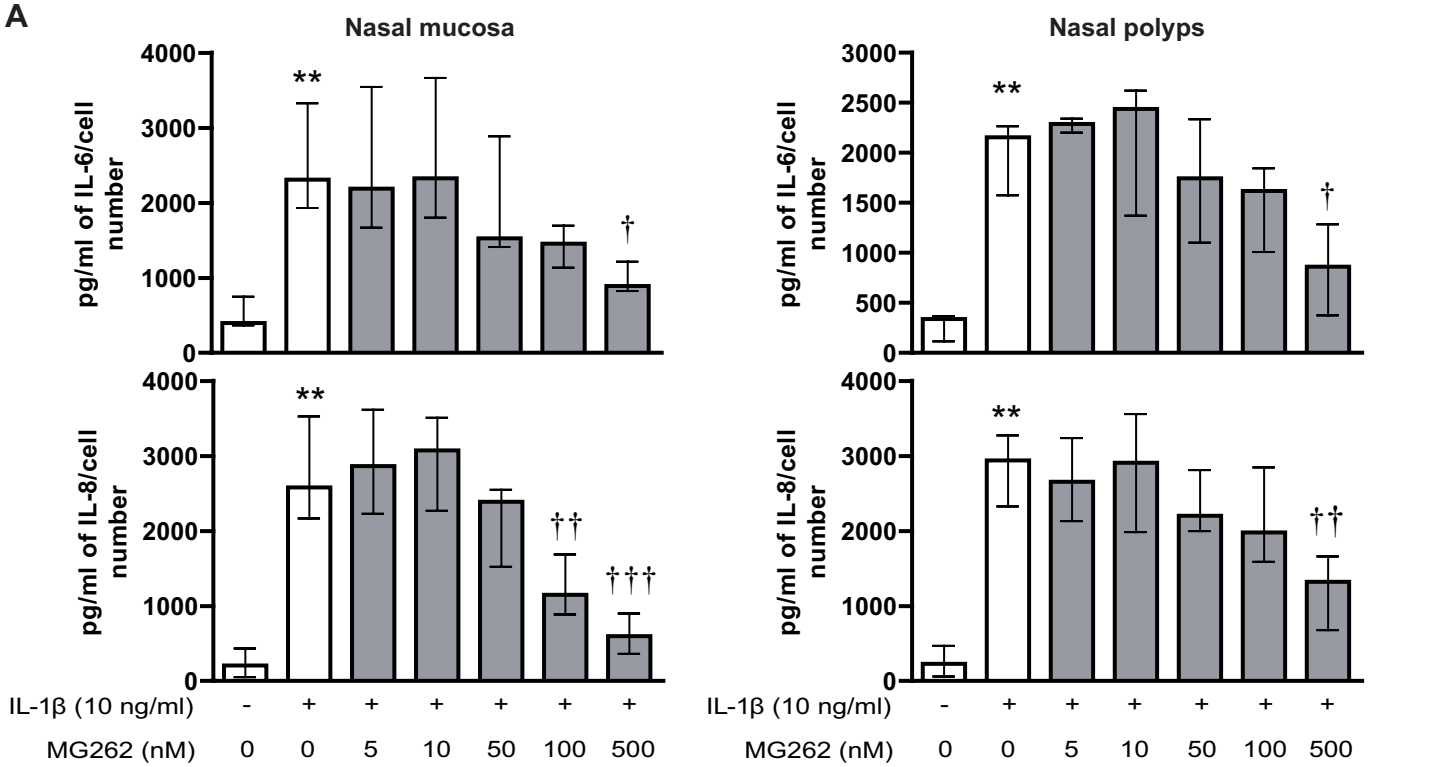 A
Nasal mucosa
Nasal polyps
pg/ml of IL-6/cell
number
4000
3000
2000
1000
0
**
†
pg/ml of IL-6/cell
number
3000
2500
2000
1500
1000
500
0
**
†
pg/ml of IL-8/cell
number
4000
3000
2000
1000
0
**
††
†††
pg/ml of IL-8/cell
number
4000
3000
2000
1000
0
**
††
IL-1β (10 ng/ml) - + + + + + +
MG262 (nM) 0 0 5 10 50 100 500
IL-1β (10 ng/ml) - + + + + + +
MG262 (nM) 0 0 5 10 50 100 500